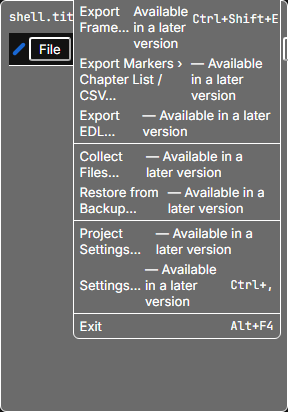 shell.tit
File
Export Available Ctrl+Shift+E
Frame... in a later
version
Export Markers › — Available
Chapter List / in a later
CSV... version
Export — Available in a later
EDL... version
Collect — Available in a
Files... later version
Restore from — Available in a
Backup... later version
Project — Available in a
Settings... later version
— Available
Settings... in a later Ctrl+,
version
Exit Alt+F4